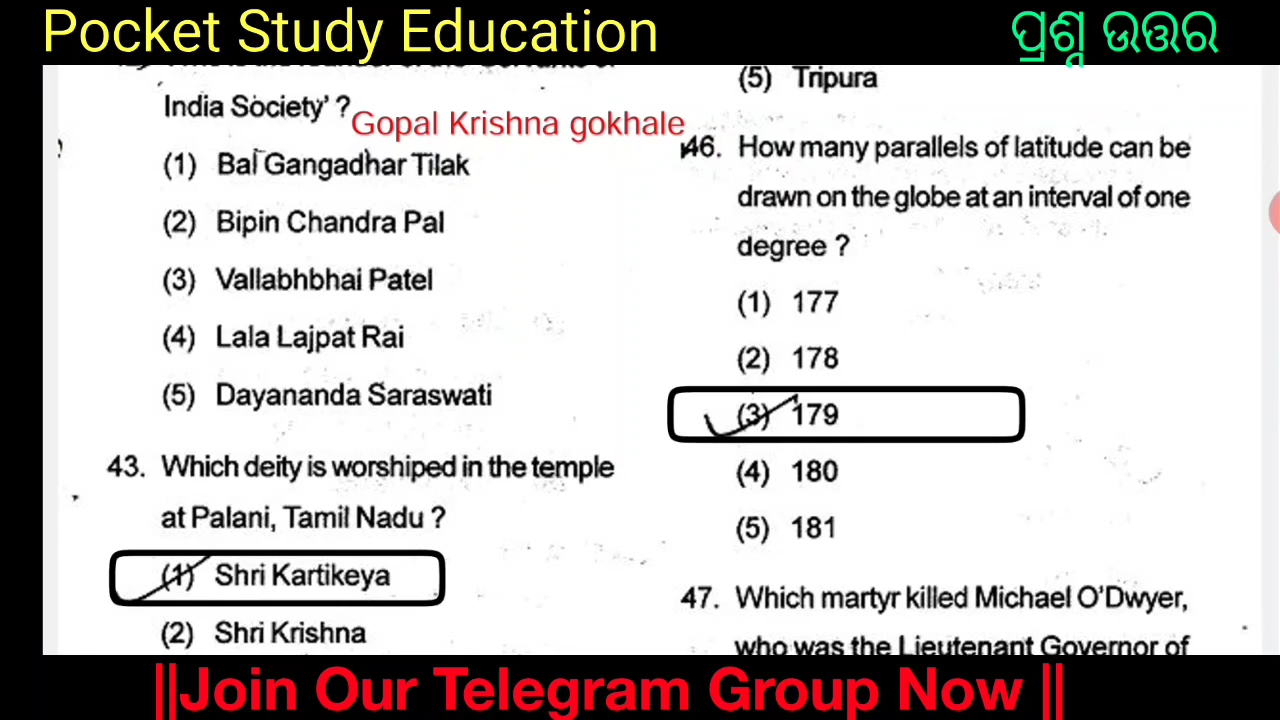 Pocket Study Education
ପ୍ରଶ୍ନ ଉତ୍ତର
India Society' ?
Gopal Krishna gokhale
(1) Bal Gangadhar Tilak
(2) Bipin Chandra Pal
(3) Vallabhbhai Patel
(4) Lala Lajpat Rai
(5) Dayananda Saraswati
43. Which deity is worshiped in the temple
at Palani, Tamil Nadu ?
(1) Shri Kartikeya
(2) Shri Krishna
(5) Tripura
46. How many parallels of latitude can be
drawn on the globe at an interval of one
degree ?
(1) 177
(2) 178
(3) 179
(4) 180
(5) 181
47. Which martyr killed Michael O'Dwyer,
who was the Lieutenant Governor of
||Join Our Telegram Group Now ||